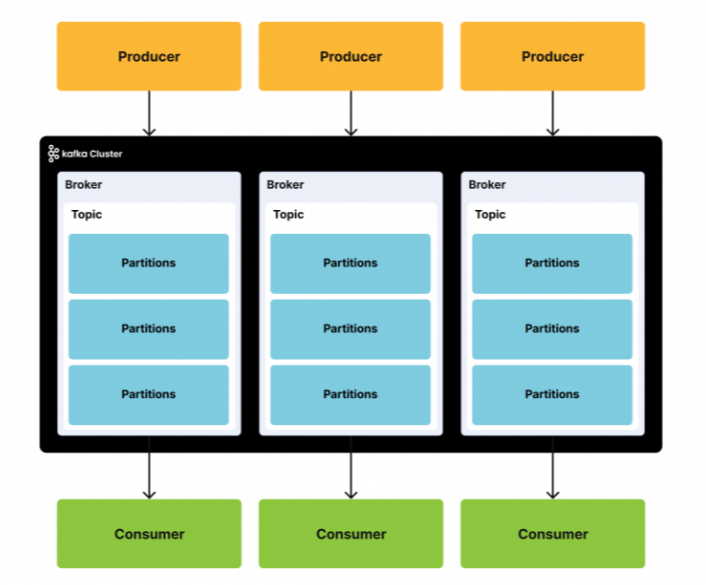 Producer
Producer
Producer
kafka Cluster
Broker
Broker
Broker
Topic
Topic
Topic
Partitions
Partitions
Partitions
Partitions
Partitions
Partitions
Partitions
Partitions
Partitions
Consumer
Consumer
Consumer